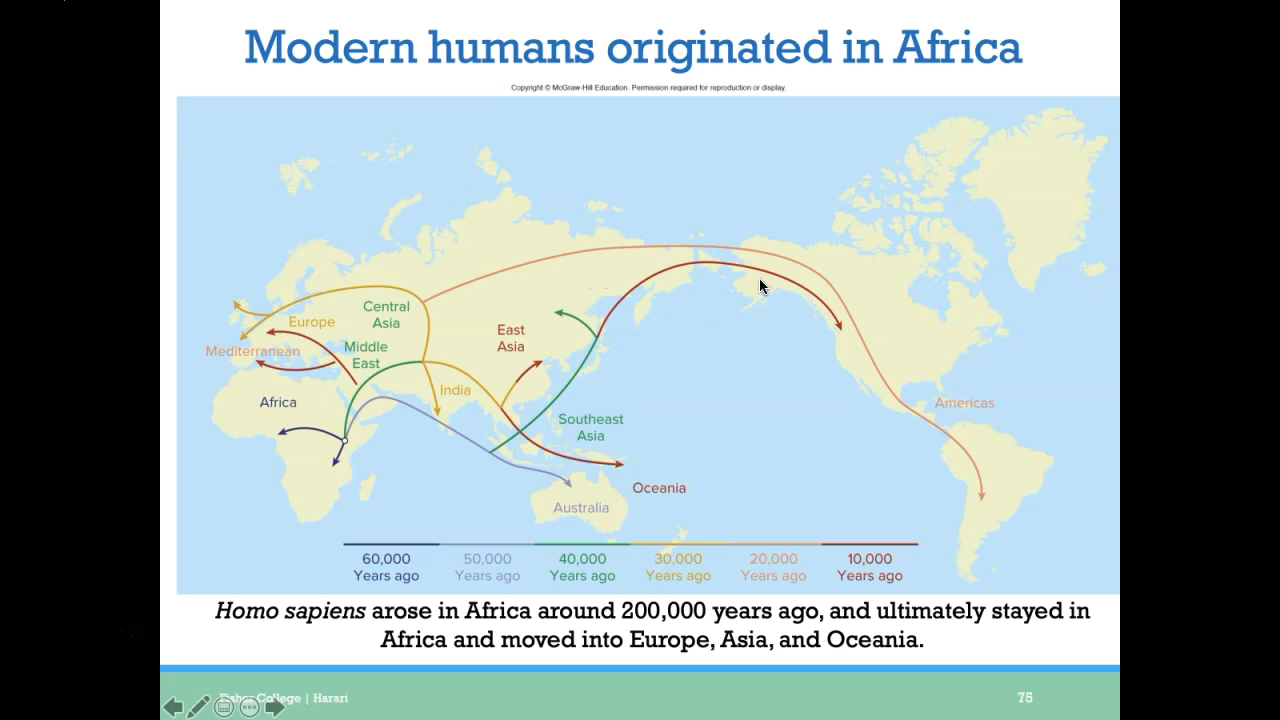 Modern humans originated in Africa
Copyright © McGraw-Hill Education. Permission required for reproduction or display.
Central
Asia
Europe
Mediterranean
Middle
East
East
Asia
India
Africa
Southeast
Asia
Americas
Oceania
Australia
60,000
Years ago
50,000
Years ago
40,000
Years ago
30,000
Years ago
20,000
Years ago
10,000
Years ago
Homo sapiens arose in Africa around 200,000 years ago, and ultimately stayed in
Africa and moved into Europe, Asia, and Oceania.
Fisher College | Harari
75